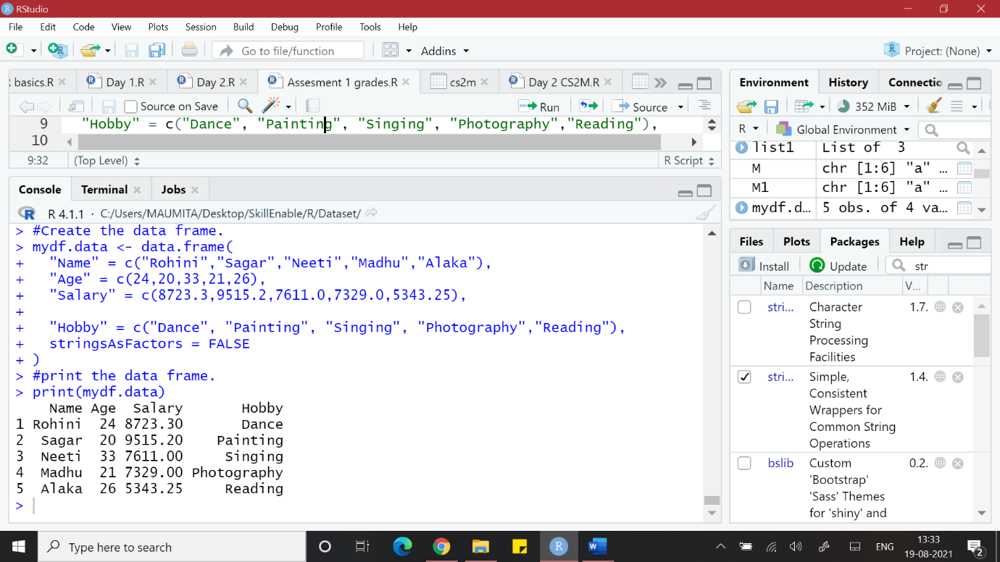 RStudio
File Edit Code View Plots Session Build Debug Profile Tools Help
Go to file/function Addins Project: (None)
basics.R Day 1.R Day 2.R Assesment 1 grades.R cs2m Day 2 CS2M.R
Source on Save Run Source
9 "Hobby" = c("Dance", "Painting", "Singing", "Photography","Reading"),
10
9:32 (Top Level) R Script
Console Terminal Jobs
R 4.1.1 · C:/Users/MAUMITA/Desktop/SkillEnable/R/Dataset/
> #Create the data frame.
> mydf.data <- data.frame(
+ "Name" = c("Rohini","Sagar","Neeti","Madhu","Alaka"),
+ "Age" = c(24,20,33,21,26),
+ "Salary" = c(8723.3,9515.2,7611.0,7329.0,5343.25),
+
+ "Hobby" = c("Dance", "Painting", "Singing", "Photography","Reading"),
+ stringsAsFactors = FALSE
+ )
> #print the data frame.
> print(mydf.data)
Name Age Salary Hobby
1 Rohini 24 8723.30 Dance
2 Sagar 20 9515.20 Painting
3 Neeti 33 7611.00 Singing
4 Madhu 21 7329.00 Photography
5 Alaka 26 5343.25 Reading
>
Environment History Connectio
352 MiB
R Global Environment
list1 List of 3
M chr [1:6] "a" ...
M1 chr [1:6] "a" ...
mydf.d... 5 obs. of 4 va...
Files Plots Packages Help
Install Update str
Name Description V...
stri... Character 1.7.
String
Processing
Facilities
stri... Simple, 1.4.
Consistent
Wrappers for
Common String
Operations
bslib Custom 0.2.
'Bootstrap'
'Sass' Themes
for 'shiny' and
Type here to search
ENG
13:33
19-08-2021
2